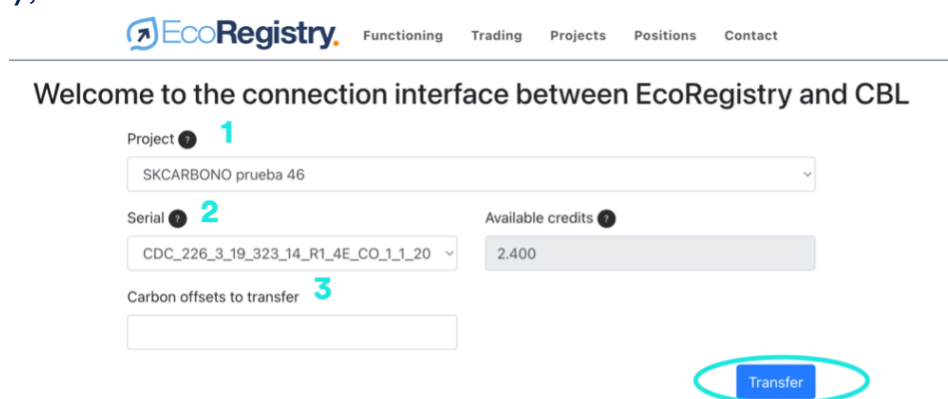 y,
EcoRegistry. Functioning Trading Projects Positions Contact
Welcome to the connection interface between EcoRegistry and CBL
Project ? 1
SKCARBONO prueba 46
Serial ? 2 Available credits ?
CDC_226_3_19_323_14_R1_4E_CO_1_1_20 2.400
Carbon offsets to transfer 3
Transfer